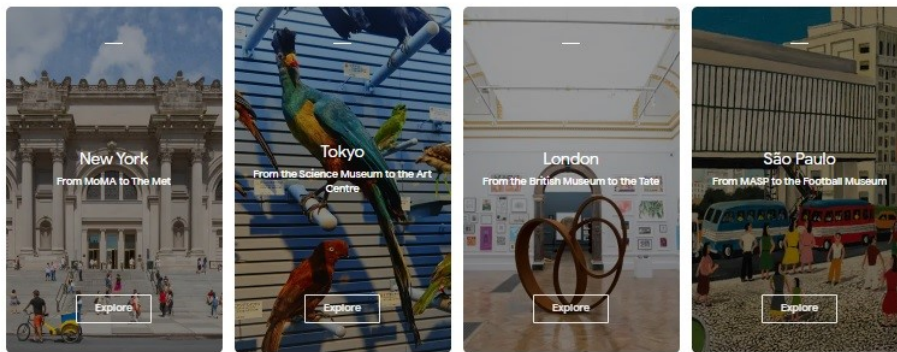 New York
From MoMA to The Met
Explore
Tokyo
From the Science Museum to the Art
Centre
Explore
London
From the British Museum to the Tate
Explore
São Paulo
From MASP to the Football Museum
Explore